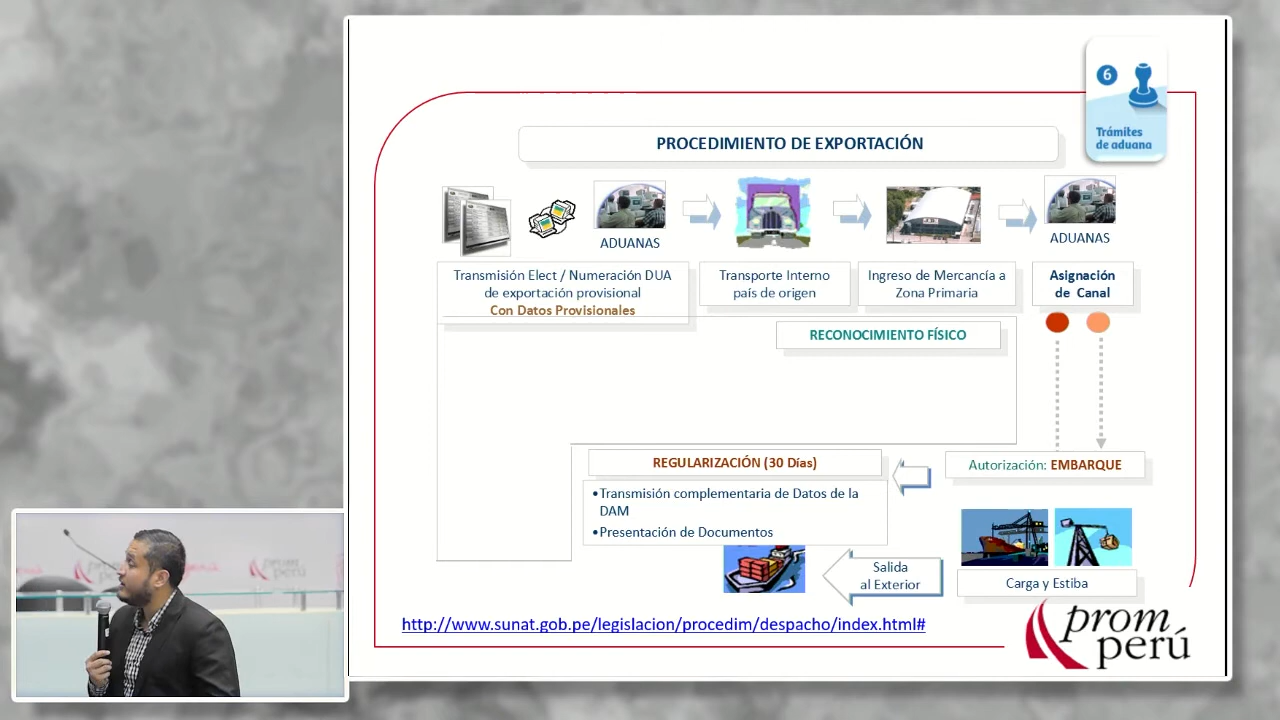 6
Trámites
de aduana
PROCEDIMIENTO DE EXPORTACIÓN
ADUANAS
ADUANAS
Transmisión Elect / Numeración DUA
de exportación provisional
Con Datos Provisionales
Transporte Interno
país de origen
Ingreso de Mercancía a
Zona Primaria
Asignación
de Canal
RECONOCIMIENTO FÍSICO
REGULARIZACIÓN (30 Días)
Autorización: EMBARQUE
•Transmisión complementaria de Datos de la
DAM
•Presentación de Documentos
Salida
al Exterior
Carga y Estiba
http://www.sunat.gob.pe/legislacion/procedim/despacho/index.html#
prom
perú
prom
perú